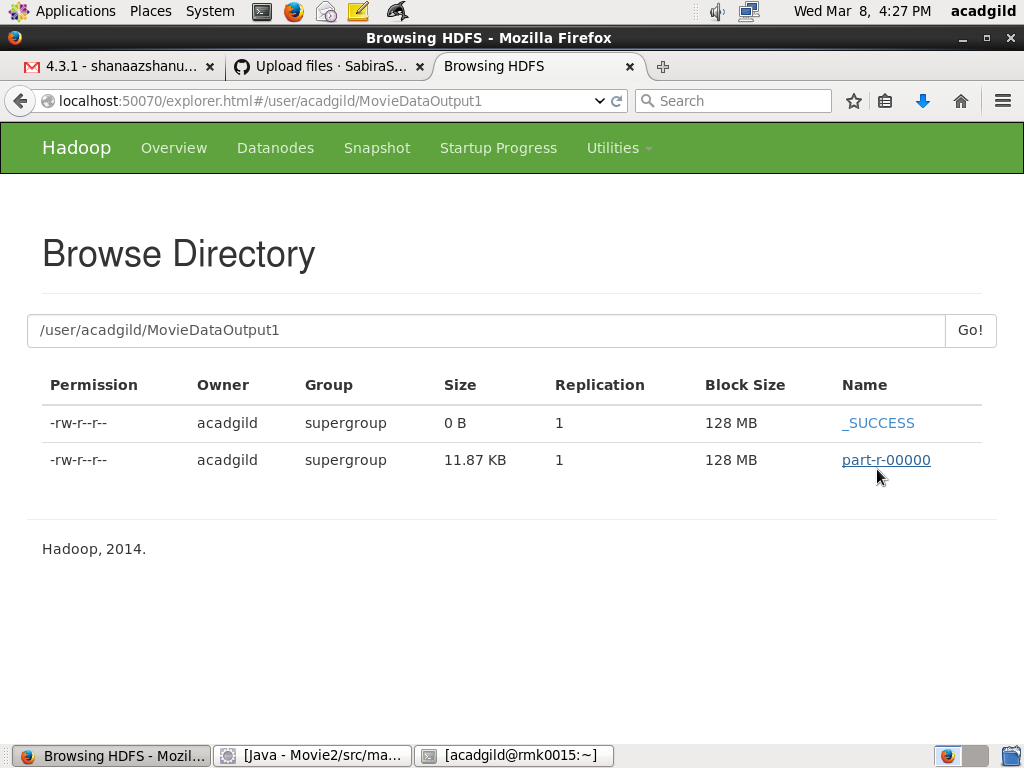 Applications Places System Wed Mar 8, 4:27 PM acadgild
Browsing HDFS - Mozilla Firefox
4.3.1 - shanaazshanu... Upload files · SabiraS... Browsing HDFS
localhost:50070/explorer.html#/user/acadgild/MovieDataOutput1 Search
Hadoop Overview Datanodes Snapshot Startup Progress Utilities
Browse Directory
/user/acadgild/MovieDataOutput1 Go!
Permission Owner Group Size Replication Block Size Name
-rw-r--r-- acadgild supergroup 0 B 1 128 MB _SUCCESS
-rw-r--r-- acadgild supergroup 11.87 KB 1 128 MB part-r-00000
Hadoop, 2014.
Browsing HDFS - Mozil... [Java - Movie2/src/ma... [acadgild@rmk0015:~]